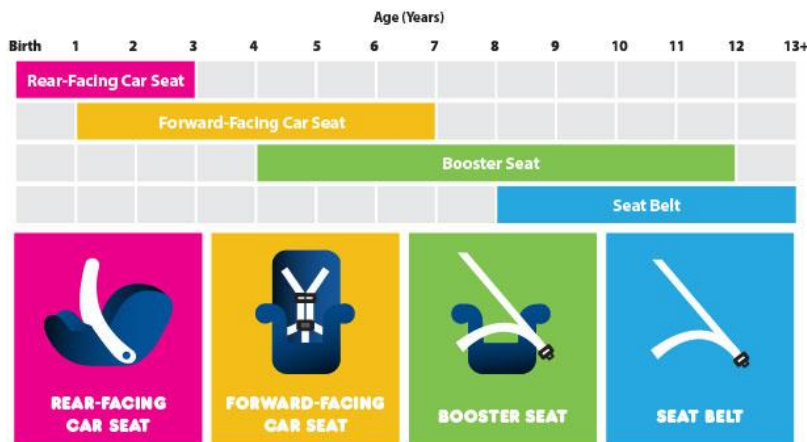 Age (Years)
Birth 1 2 3 4 5 6 7 8 9 10 11 12 13+
Rear-Facing Car Seat
Forward-Facing Car Seat
Booster Seat
Seat Belt
REAR-FACING
CAR SEAT
FORWARD-FACING
CAR SEAT
BOOSTER SEAT
SEAT BELT